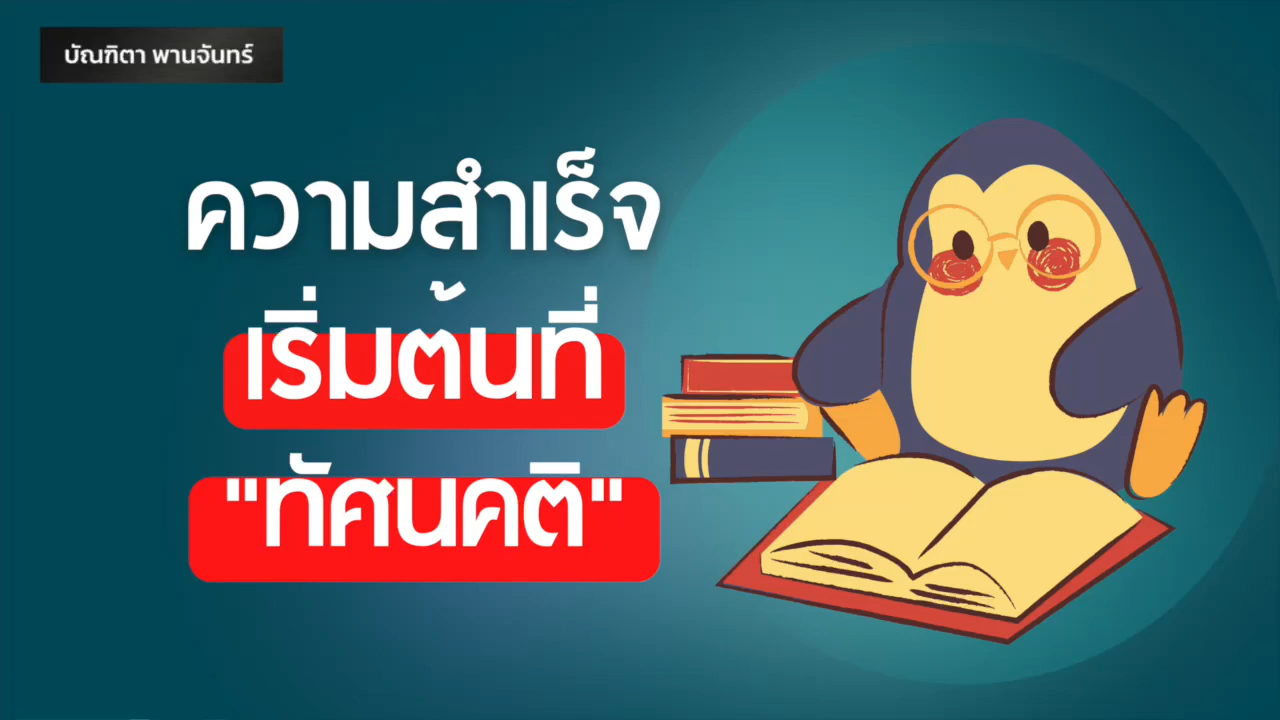 บัณฑิตา พานจันทร์
ความสำเร็จ
เริ่มต้นที่
"ทัศนคติ"